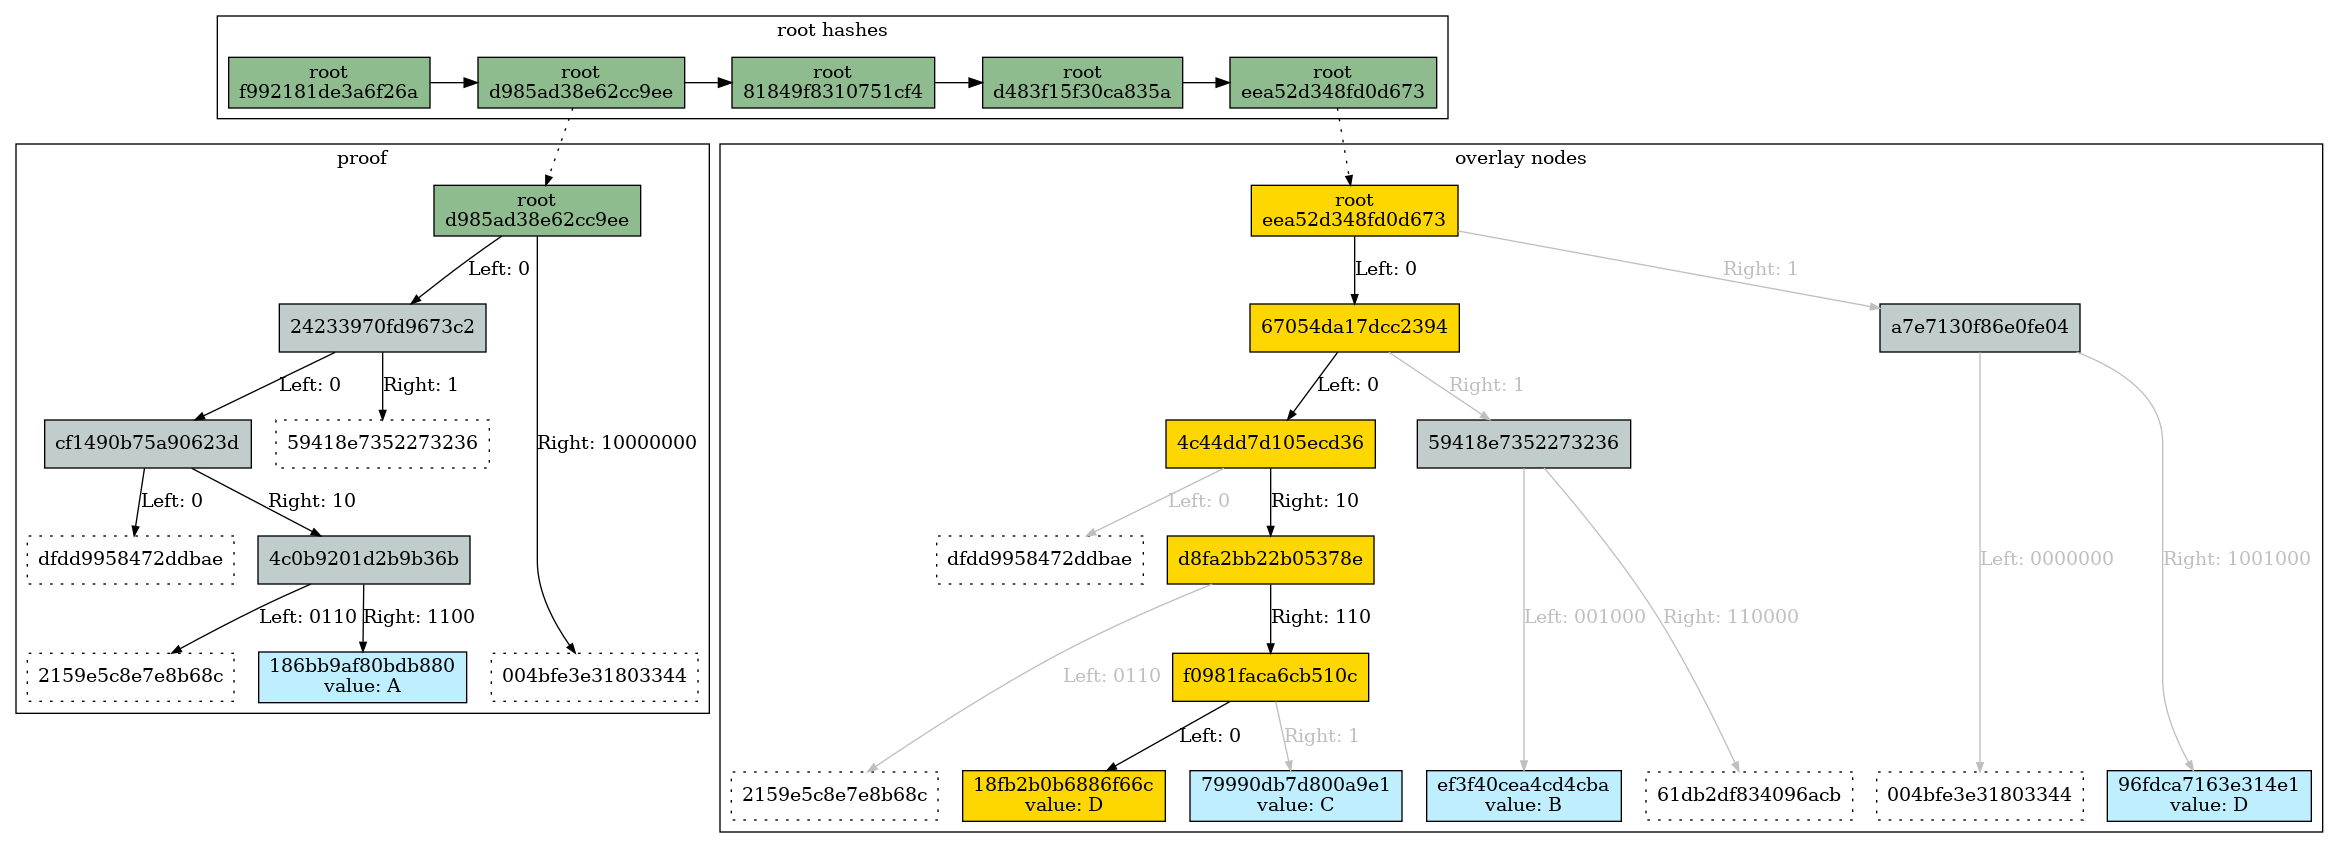 root hashes
root
f992181de3a6f26a
root
d985ad38e62cc9ee
root
81849f8310751cf4
root
d483f15f30ca835a
root
eea52d348fd0d673
proof
root
d985ad38e62cc9ee
Left: 0
24233970fd9673c2
Left: 0
Right: 1
Right: 10000000
cf1490b75a90623d
59418e7352273236
Left: 0
Right: 10
dfdd9958472ddbae
4c0b9201d2b9b36b
Left: 0110
Right: 1100
2159e5c8e7e8b68c
186bb9af80bdb880
value: A
004bfe3e31803344
overlay nodes
root
eea52d348fd0d673
Left: 0
Right: 1
67054da17dcc2394
a7e7130f86e0fe04
Left: 0
Right: 1
4c44dd7d105ecd36
59418e7352273236
Left: 0
Right: 10
dfdd9958472ddbae
d8fa2bb22b05378e
Left: 0000000
Right: 1001000
Left: 0110
Right: 110
Left: 001000
Right: 110000
f0981faca6cb510c
Left: 0
Right: 1
2159e5c8e7e8b68c
18fb2b0b6886f66c
value: D
79990db7d800a9e1
value: C
ef3f40cea4cd4cba
value: B
61db2df834096acb
004bfe3e31803344
96fdca7163e314e1
value: D